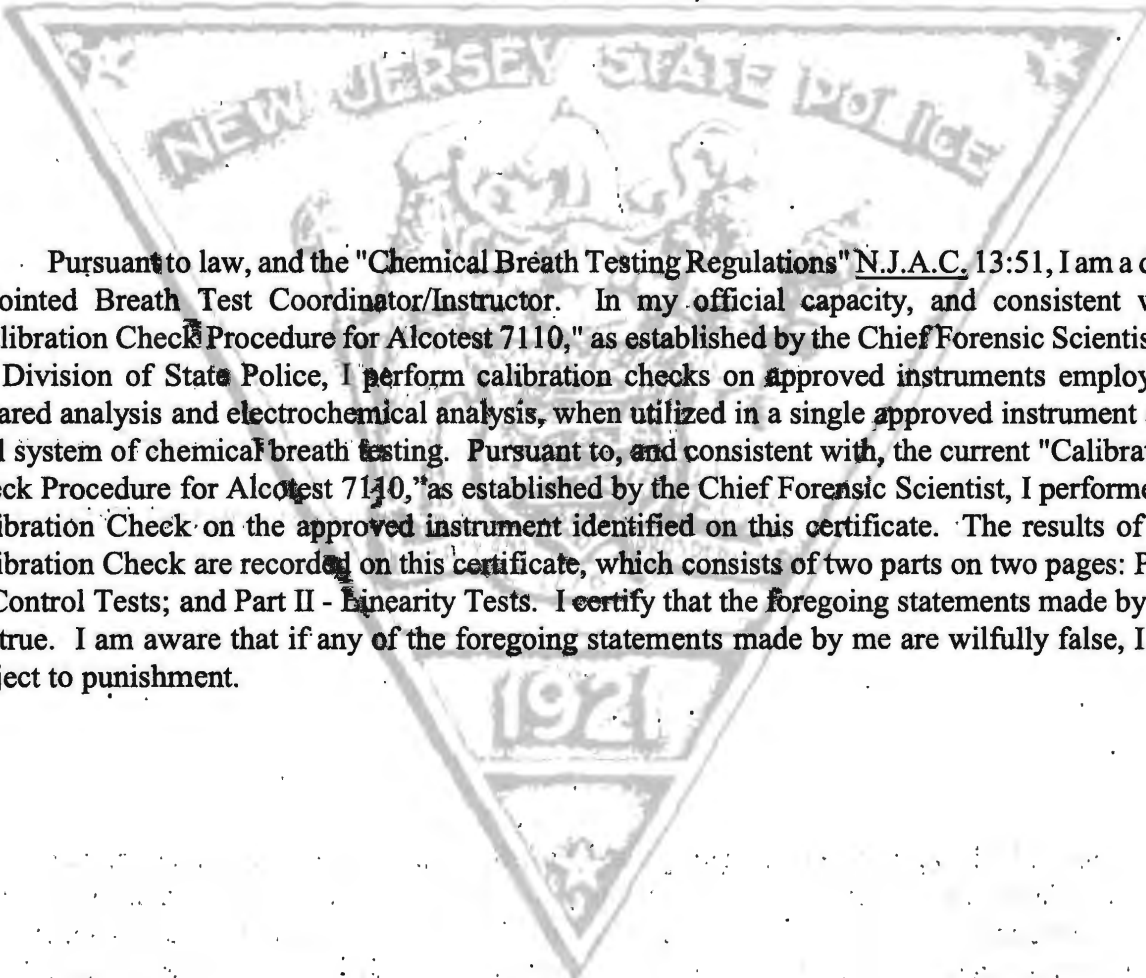 NEW JERSEY STATE POLICE
Pursuant to law, and the "Chemical Breath Testing Regulations" N.J.A.C. 13:51, I am a d
ointed Breath Test Coordinator/Instructor. In my official capacity, and consistent w
libration Check Procedure for Alcotest 7110," as established by the Chief Forensic Scientis
Division of State Police, I perform calibration checks on approved instruments employ
ared analysis and electrochemical analysis, when utilized in a single approved instrument
l system of chemical breath testing. Pursuant to, and consistent with, the current "Calibrat
eck Procedure for Alcotest 7110,"as established by the Chief Forensic Scientist, I performe
ibration Check on the approved instrument identified on this certificate. The results of
ibration Check are recorded on this certificate, which consists of two parts on two pages: P
Control Tests; and Part II - Linearity Tests. I certify that the foregoing statements made by
true. I am aware that if any of the foregoing statements made by me are wilfully false, I
ject to punishment.
1921